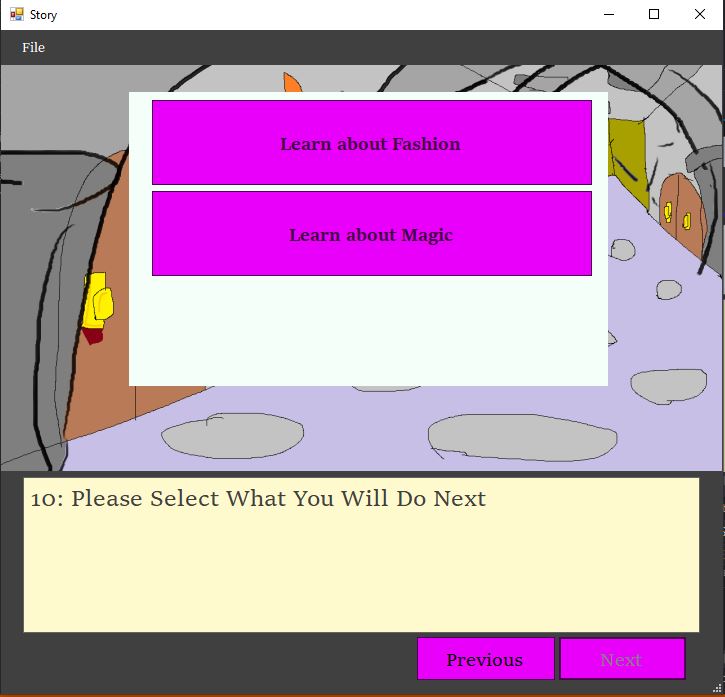 Story
File
Learn about Fashion
Learn about Magic
10: Please Select What You Will Do Next
Previous
Next